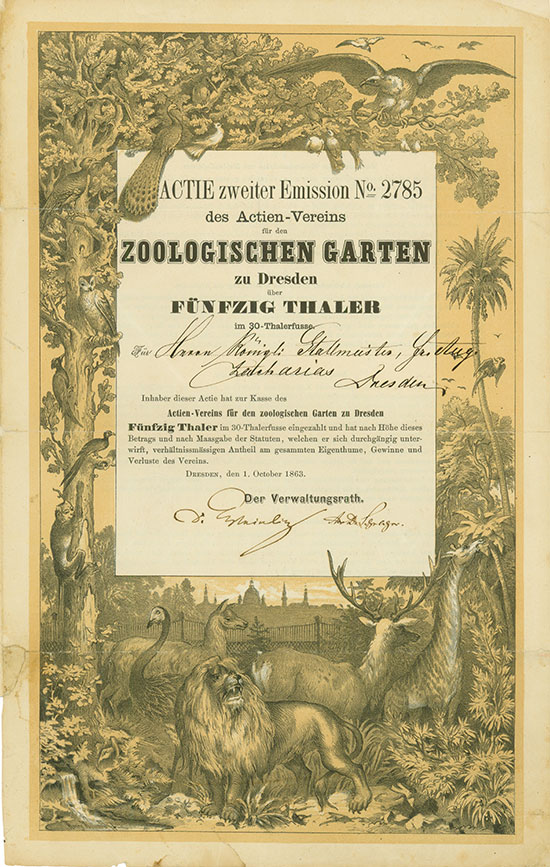 ACTIE zweiter Emission No. 2785
des Actien-Vereins
für den
ZOOLOGISCHEN GARTEN
zu Dresden
über
FÜNFZIG THALER
im 30-Thalerfusse.
Für Herrn Königli Stallmeister,
Zacharias Dresden
Inhaber dieser Actie hat zur Kasse des
Actien-Vereins für den zoologischen Garten zu Dresden
Fünfzig Thaler im 30-Thalerfusse eingezahlt und hat nach Höhe dieses
Betrags und nach Maassgabe der Statuten, welchen er sich durchgängig unter-
wirft, verhältnissmässigen Antheil am gesammten Eigenthume, Gewinne und
Verluste des Vereins.
DRESDEN, den 1. October 1863.
Der Verwaltungsrath.